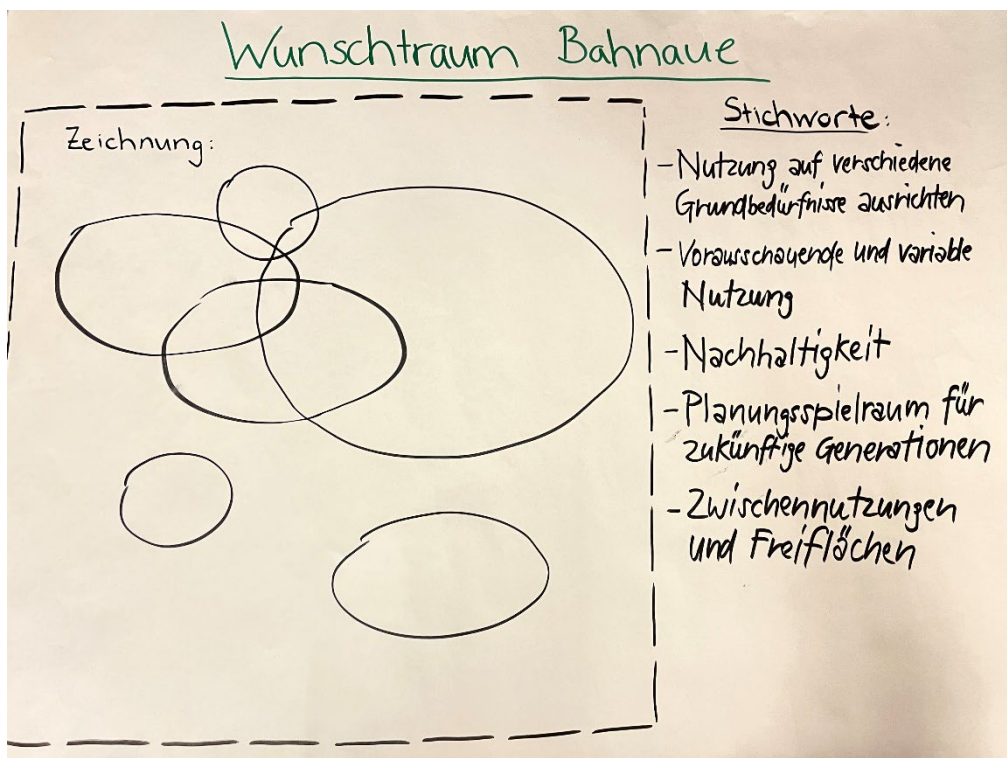 Wunschtraum Bahnaue
Zeichnung:
Stichworte:
- Nutzung auf verschiedene
Grundbedürfnisse ausrichten
- Vorausschauende und variable
Nutzung
- Nachhaltigkeit
- Planungsspielraum für
zukünftige Generationen
- Zwischennutzungen
und Freiflächen